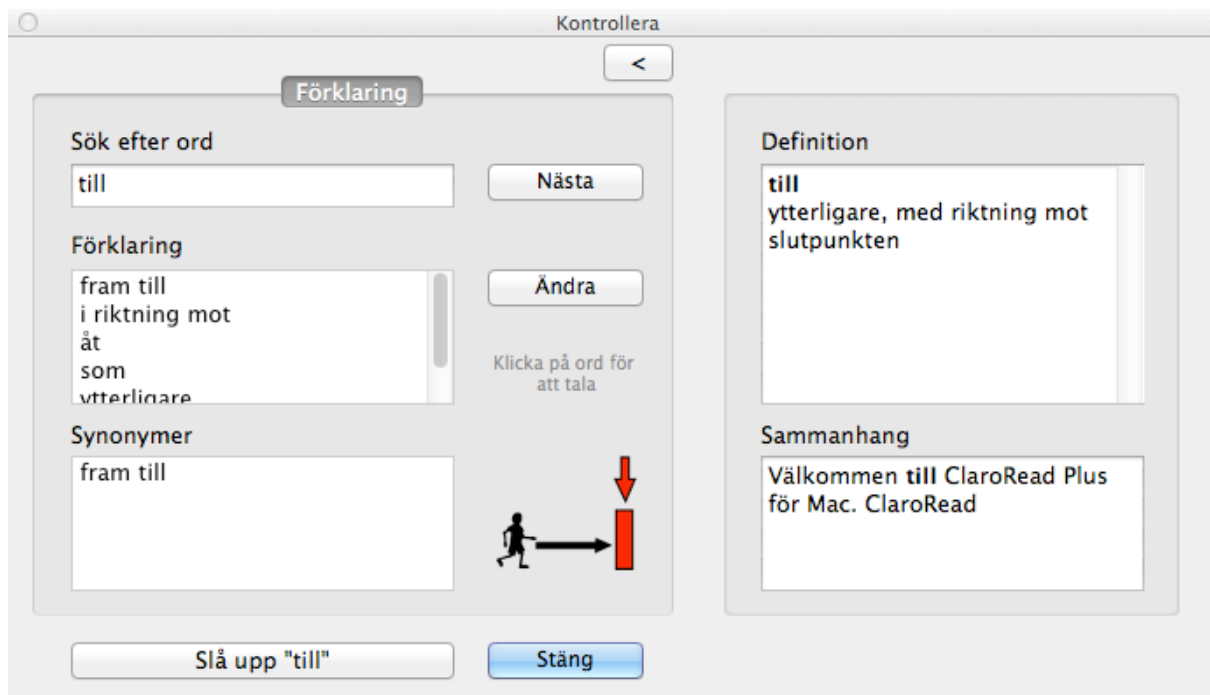 Kontrollera
<
Förklaring
Sök efter ord
till
Nästa
Förklaring
fram till
i riktning mot
åt
som
ytterligare
Ändra
Klicka på ord för
att tala
Synonymer
fram till
Slå upp "till"
Stäng
Definition
till
ytterligare, med riktning mot
slutpunkten
Sammanhang
Välkommen till ClaroRead Plus
för Mac. ClaroRead